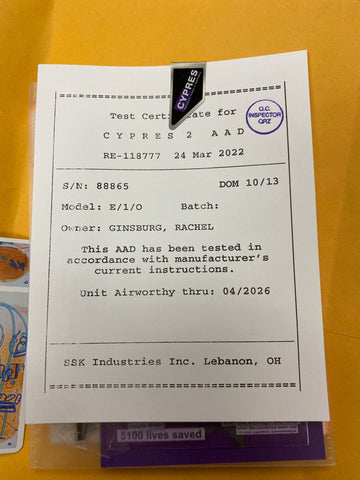 CYPRES
Test Certificate for
CYPRES 2 AAD
RE-118777 24 Mar 2022
Q.C.
INSPECTOR
QRZ
S/N: 88865 DOM 10/13
Model: E/1/O Batch:
Owner: GINSBURG, RACHEL
This AAD has been tested in
accordance with manufacturer's
current instructions.
Unit Airworthy thru: 04/2026
SSK Industries Inc. Lebanon, OH
5100 lives saved